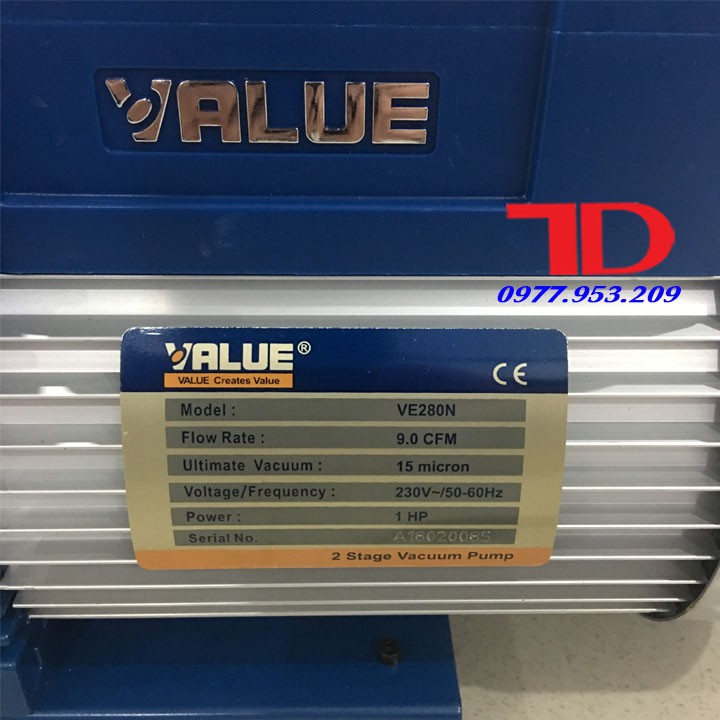 VALUE
TD
0977.953.209
VALUE®
VALUE Creates Value
CE
Model : VE280N
Flow Rate : 9.0 CFM
Ultimate Vacuum : 15 micron
Voltage/Frequency : 230V~/50-60Hz
Power : 1 HP
Serial No. A18020085
2 Stage Vacuum Pump